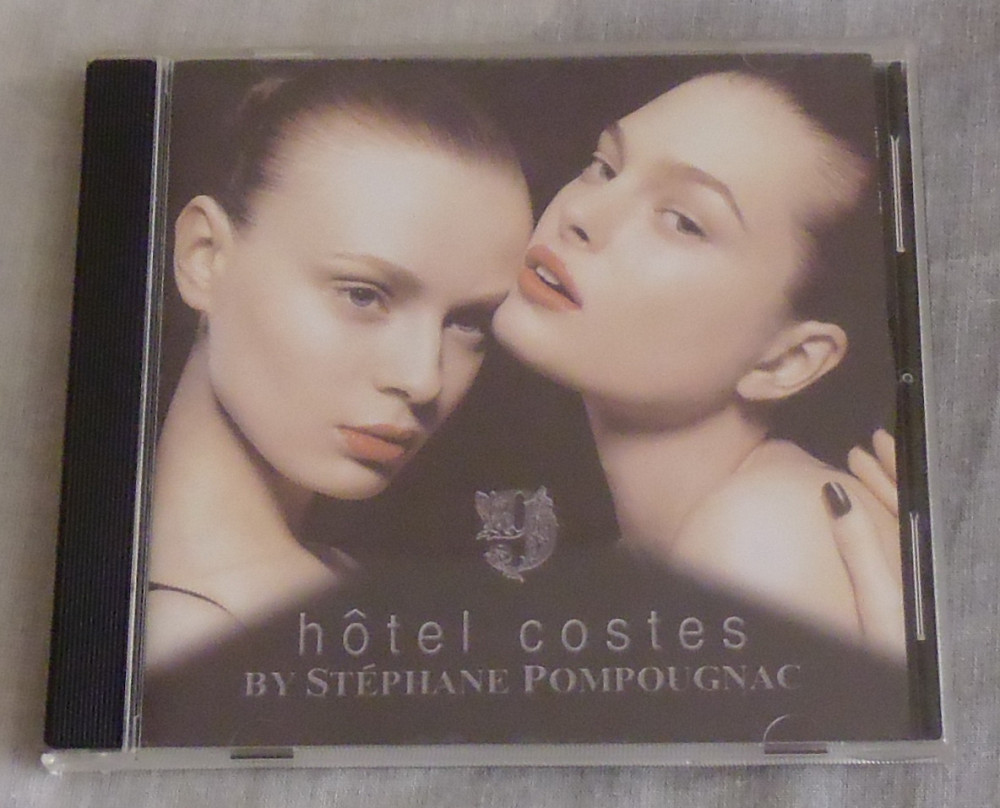 9
hôtel costes
BY STÉPHANE POMPOUGNAC